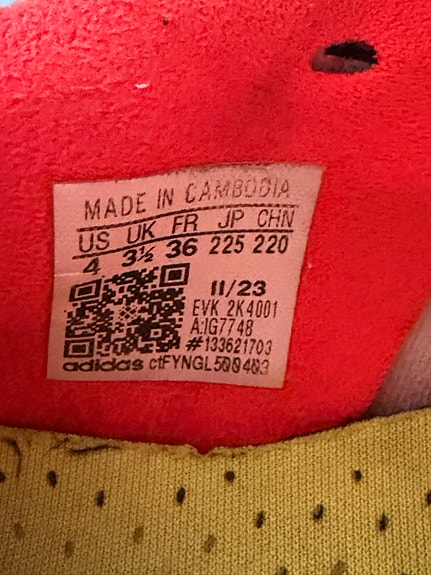 MADE IN CAMBODIA
US UK FR JP CHN
4 3½ 36 225 220
11/23
EVK 2K4001
A:IG7748
#133621703
adidas ctFYNGL500403